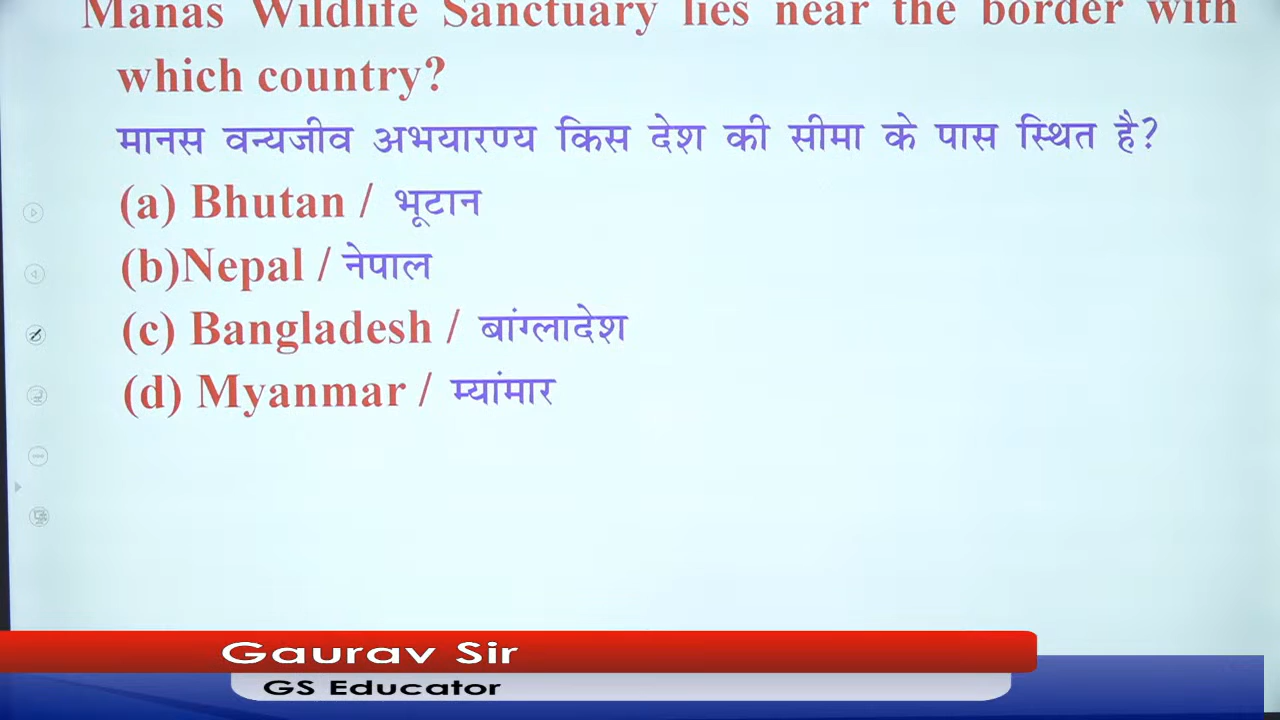 Manas Wildlife Sanctuary lies near the border with
which country?
मानस वन्यजीव अभयारण्य किस देश की सीमा के पास स्थित है?
(a) Bhutan / भूटान
(b)Nepal / नेपाल
(c) Bangladesh / बांग्लादेश
(d) Myanmar / म्यांमार
Gaurav Sir
GS Educator